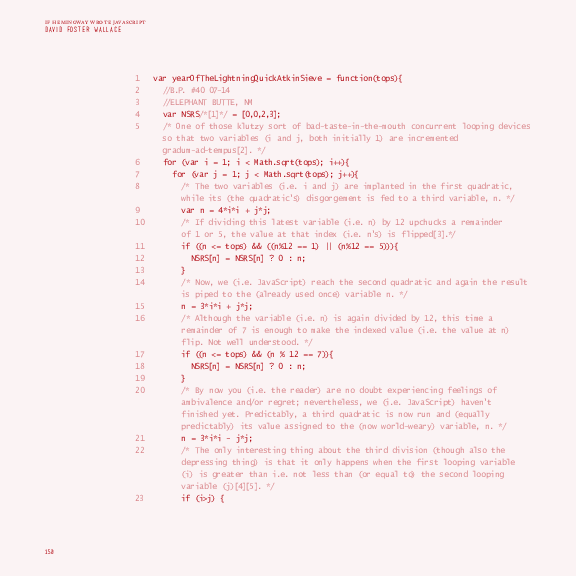 IF HEMINGWAY WROTE JAVASCRIPT
DAVID FOSTER WALLACE
1 var yearOfTheLightningQuickAtkinSieve = function(tops){
2 //B.P. #40 07-14
3 //ELEPHANT BUTTE, NM
4 var NSRS/*[1]*/ = [0,0,2,3];
5 /* One of those klutzy sort of bad-taste-in-the-mouth concurrent looping devices
so that two variables (i and j, both initially 1) are incremented
gradum-ad-tempus[2]. */
6 for (var i = 1; i < Math.sqrt(tops); i++){
7 for (var j = 1; j < Math.sqrt(tops); j++){
8 /* The two variables (i.e. i and j) are implanted in the first quadratic,
while its (the quadratic's) disgorgement is fed to a third variable, n. */
9 var n = 4*i*i + j*j;
10 /* If dividing this latest variable (i.e. n) by 12 upchucks a remainder
of 1 or 5, the value at that index (i.e. n's) is flipped[3].*/
11 if ((n <= tops) && ((n%12 == 1) || (n%12 == 5))){
12 NSRS[n] = NSRS[n] ? 0 : n;
13 }
14 /* Now, we (i.e. JavaScript) reach the second quadratic and again the result
is piped to the (already used once) variable n. */
15 n = 3*i*i + j*j;
16 /* Although the variable (i.e. n) is again divided by 12, this time a
remainder of 7 is enough to make the indexed value (i.e. the value at n)
flip. Not well understood. */
17 if ((n <= tops) && (n % 12 == 7)){
18 NSRS[n] = NSRS[n] ? 0 : n;
19 }
20 /* By now you (i.e. the reader) are no doubt experiencing feelings of
ambivalence and/or regret; nevertheless, we (i.e. JavaScript) haven't
finished yet. Predictably, a third quadratic is now run and (equally
predictably) its value assigned to the (now world-weary) variable, n. */
21 n = 3*i*i - j*j;
22 /* The only interesting thing about the third division (though also the
depressing thing) is that it only happens when the first looping variable
(i) is greater than i.e. not less than (or equal to) the second looping
variable (j)[4][5]. */
23 if (i>j) {
150